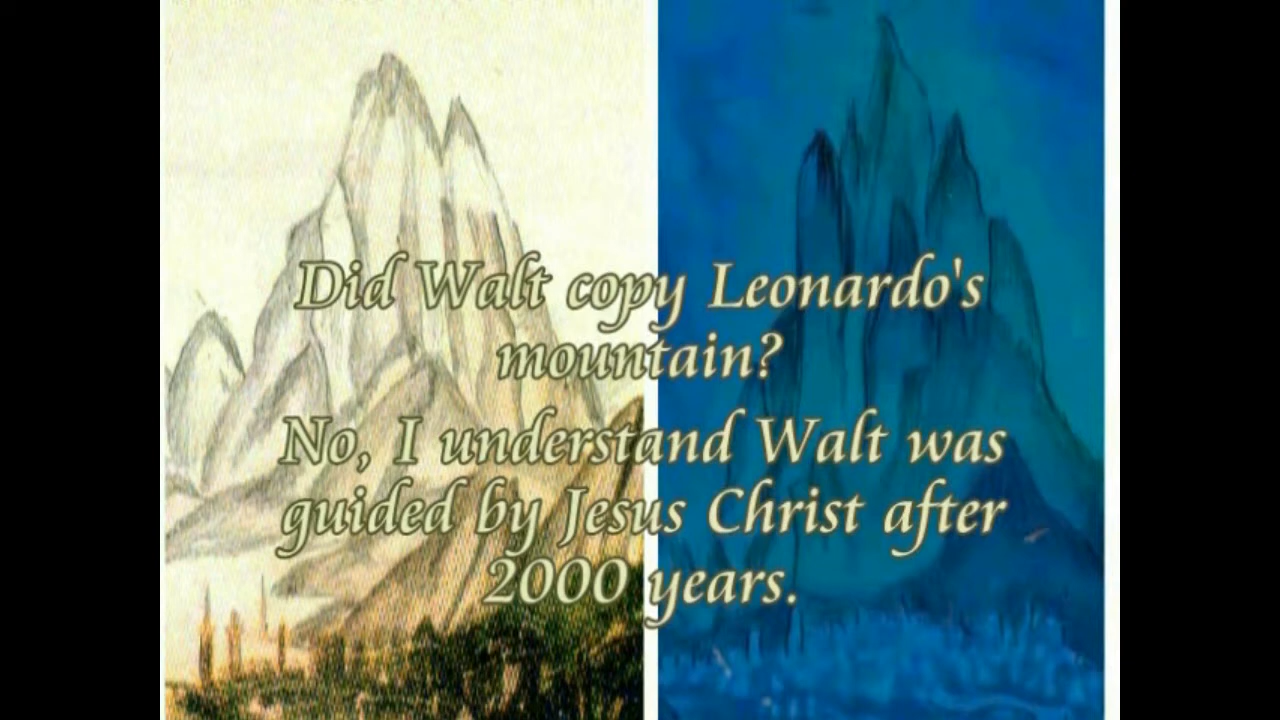 Did Walt copy Leonardo's
mountain?
No, I understand Walt was
guided by Jesus Christ after
2000 years.